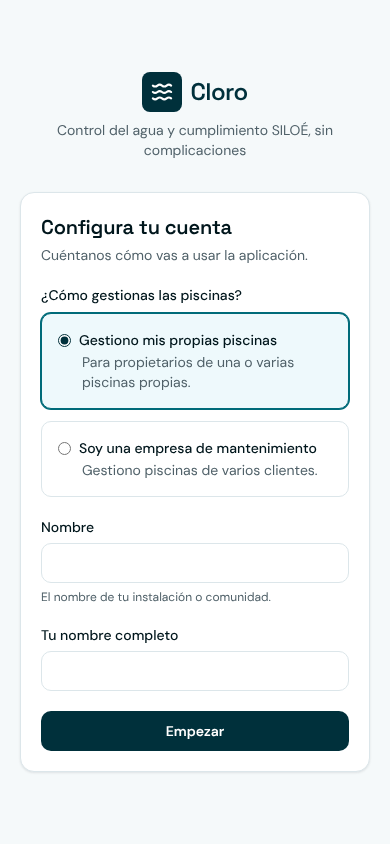 Cloro
Control del agua y cumplimiento SILOÉ, sin
complicaciones
Configura tu cuenta
Cuéntanos cómo vas a usar la aplicación.
¿Cómo gestionas las piscinas?
Gestiono mis propias piscinas
Para propietarios de una o varias
piscinas propias.
Soy una empresa de mantenimiento
Gestiono piscinas de varios clientes.
Nombre
El nombre de tu instalación o comunidad.
Tu nombre completo
Empezar